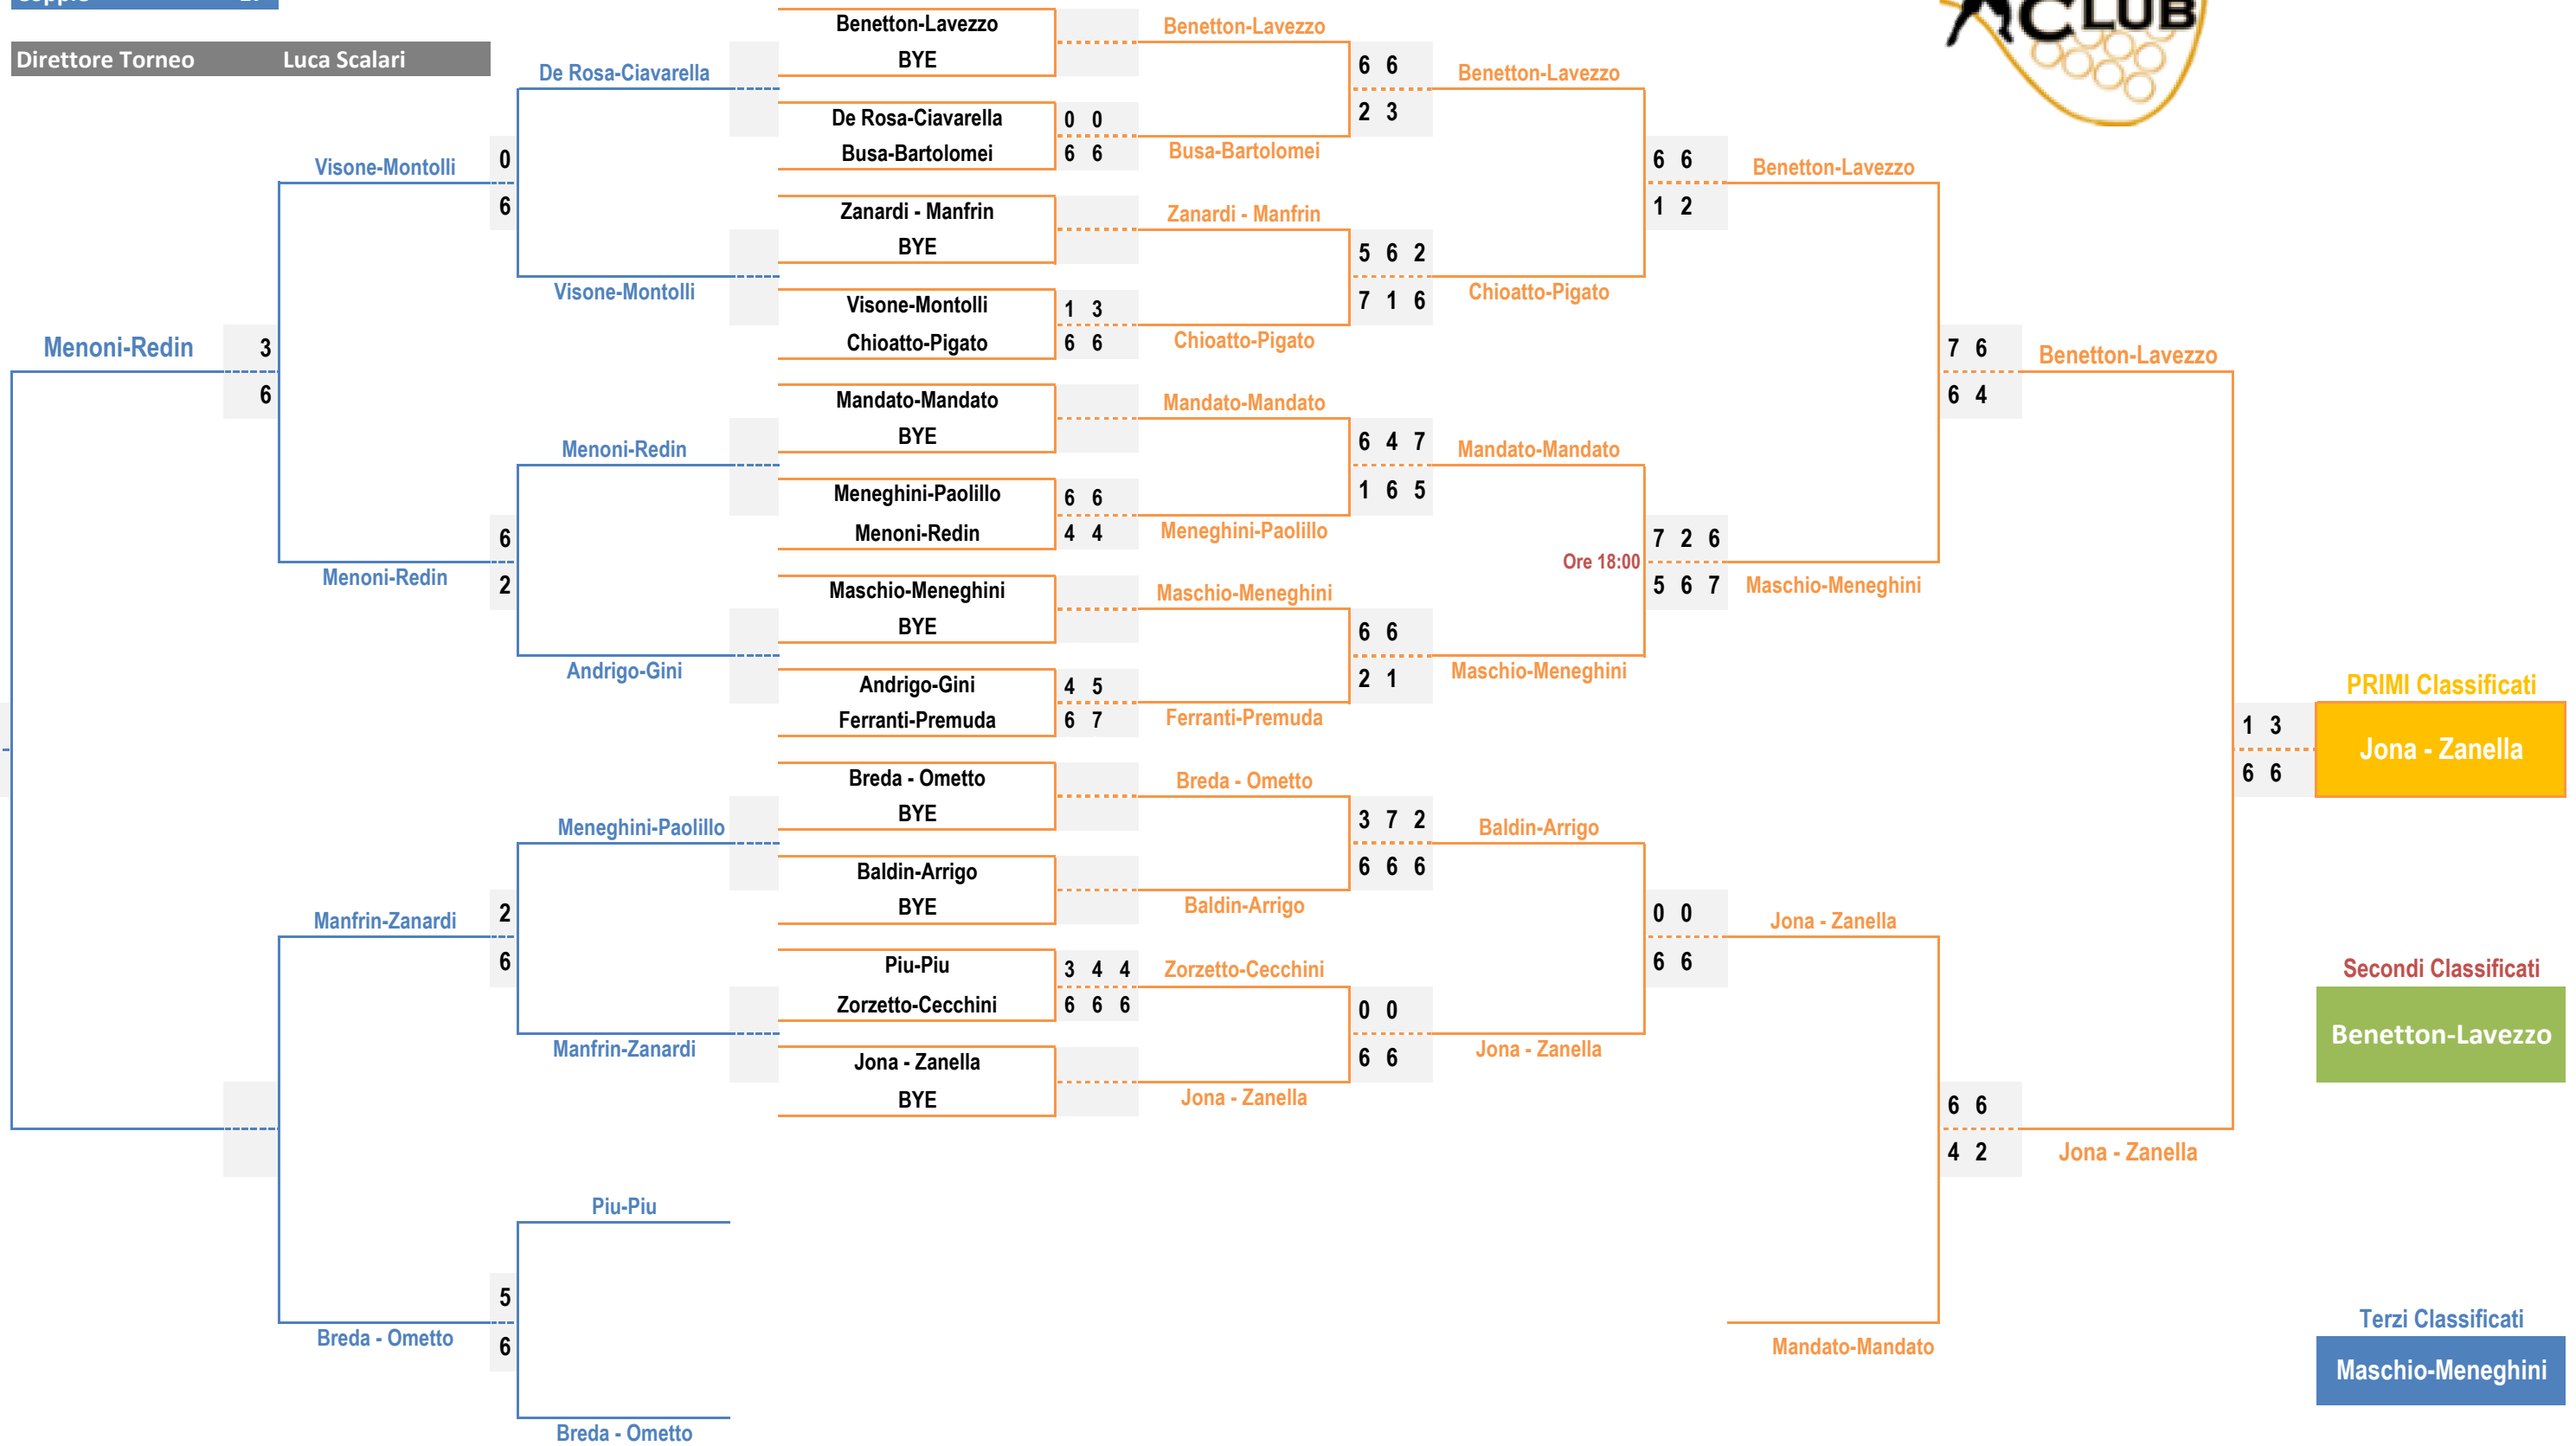 CLUB
Direttore Torneo Luca Scalari
De Rosa-Ciavarella
Visone-Montolli
0
6
Visone-Montolli
Menoni-Redin
3
6
Menoni-Redin
Menoni-Redin
6
2
Andrigo-Gini
Meneghini-Paolillo
Manfrin-Zanardi
2
6
Manfrin-Zanardi
Piu-Piu
5
6
Breda - Ometto
Breda - Ometto
Benetton-Lavezzo
BYE
De Rosa-Ciavarella 0 0
Busa-Bartolomei 6 6
Zanardi - Manfrin
BYE
Visone-Montolli 1 3
Chioatto-Pigato 6 6
Mandato-Mandato
BYE
Meneghini-Paolillo 6 6
Menoni-Redin 4 4
Maschio-Meneghini
BYE
Andrigo-Gini 4 5
Ferranti-Premuda 6 7
Breda - Ometto
BYE
Baldin-Arrigo
BYE
Piu-Piu 3 4 4
Zorzetto-Cecchini 6 6 6
Jona - Zanella
BYE
Benetton-Lavezzo
6 6
2 3
Busa-Bartolomei
Zanardi - Manfrin
5 6 2
7 1 6
Chioatto-Pigato
Mandato-Mandato
6 4 7
1 6 5
Meneghini-Paolillo
Maschio-Meneghini
6 6
2 1
Ferranti-Premuda
Breda - Ometto
3 7 2
6 6 6
Baldin-Arrigo
Zorzetto-Cecchini
0 0
6 6
Jona - Zanella
Benetton-Lavezzo
6 6
1 2
Chioatto-Pigato
Mandato-Mandato
Ore 18:00
7 2 6
5 6 7
Maschio-Meneghini
Baldin-Arrigo
0 0
6 6
Jona - Zanella
Benetton-Lavezzo
7 6
6 4
Maschio-Meneghini
Jona - Zanella
6 6
4 2
Mandato-Mandato
Benetton-Lavezzo
1 3
6 6
Jona - Zanella
PRIMI Classificati
Jona - Zanella
Secondi Classificati
Benetton-Lavezzo
Terzi Classificati
Maschio-Meneghini